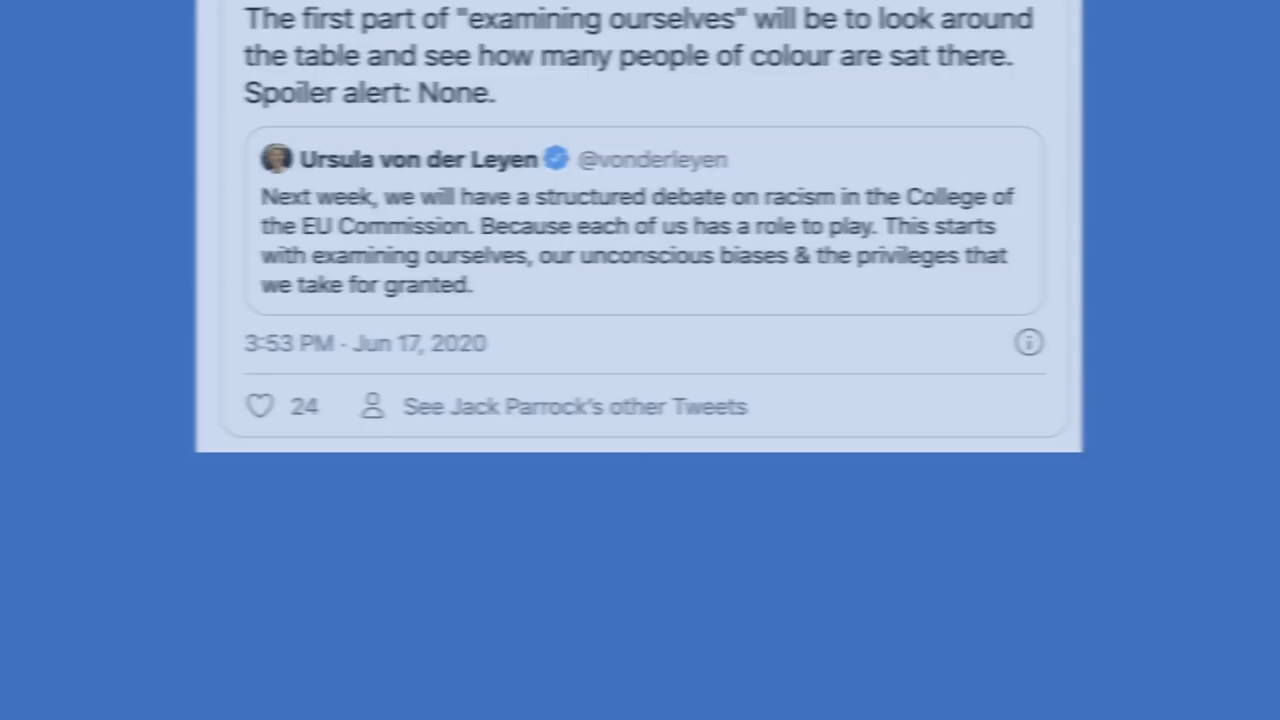 The first part of "examining ourselves" will be to look around
the table and see how many people of colour are sat there.
Spoiler alert: None.
Ursula von der Leyen @vonderleyen
Next week, we will have a structured debate on racism in the College of
the EU Commission. Because each of us has a role to play. This starts
with examining ourselves, our unconscious biases & the privileges that
we take for granted.
3:53 PM · Jun 17, 2020
24 See Jack Parrock's other Tweets